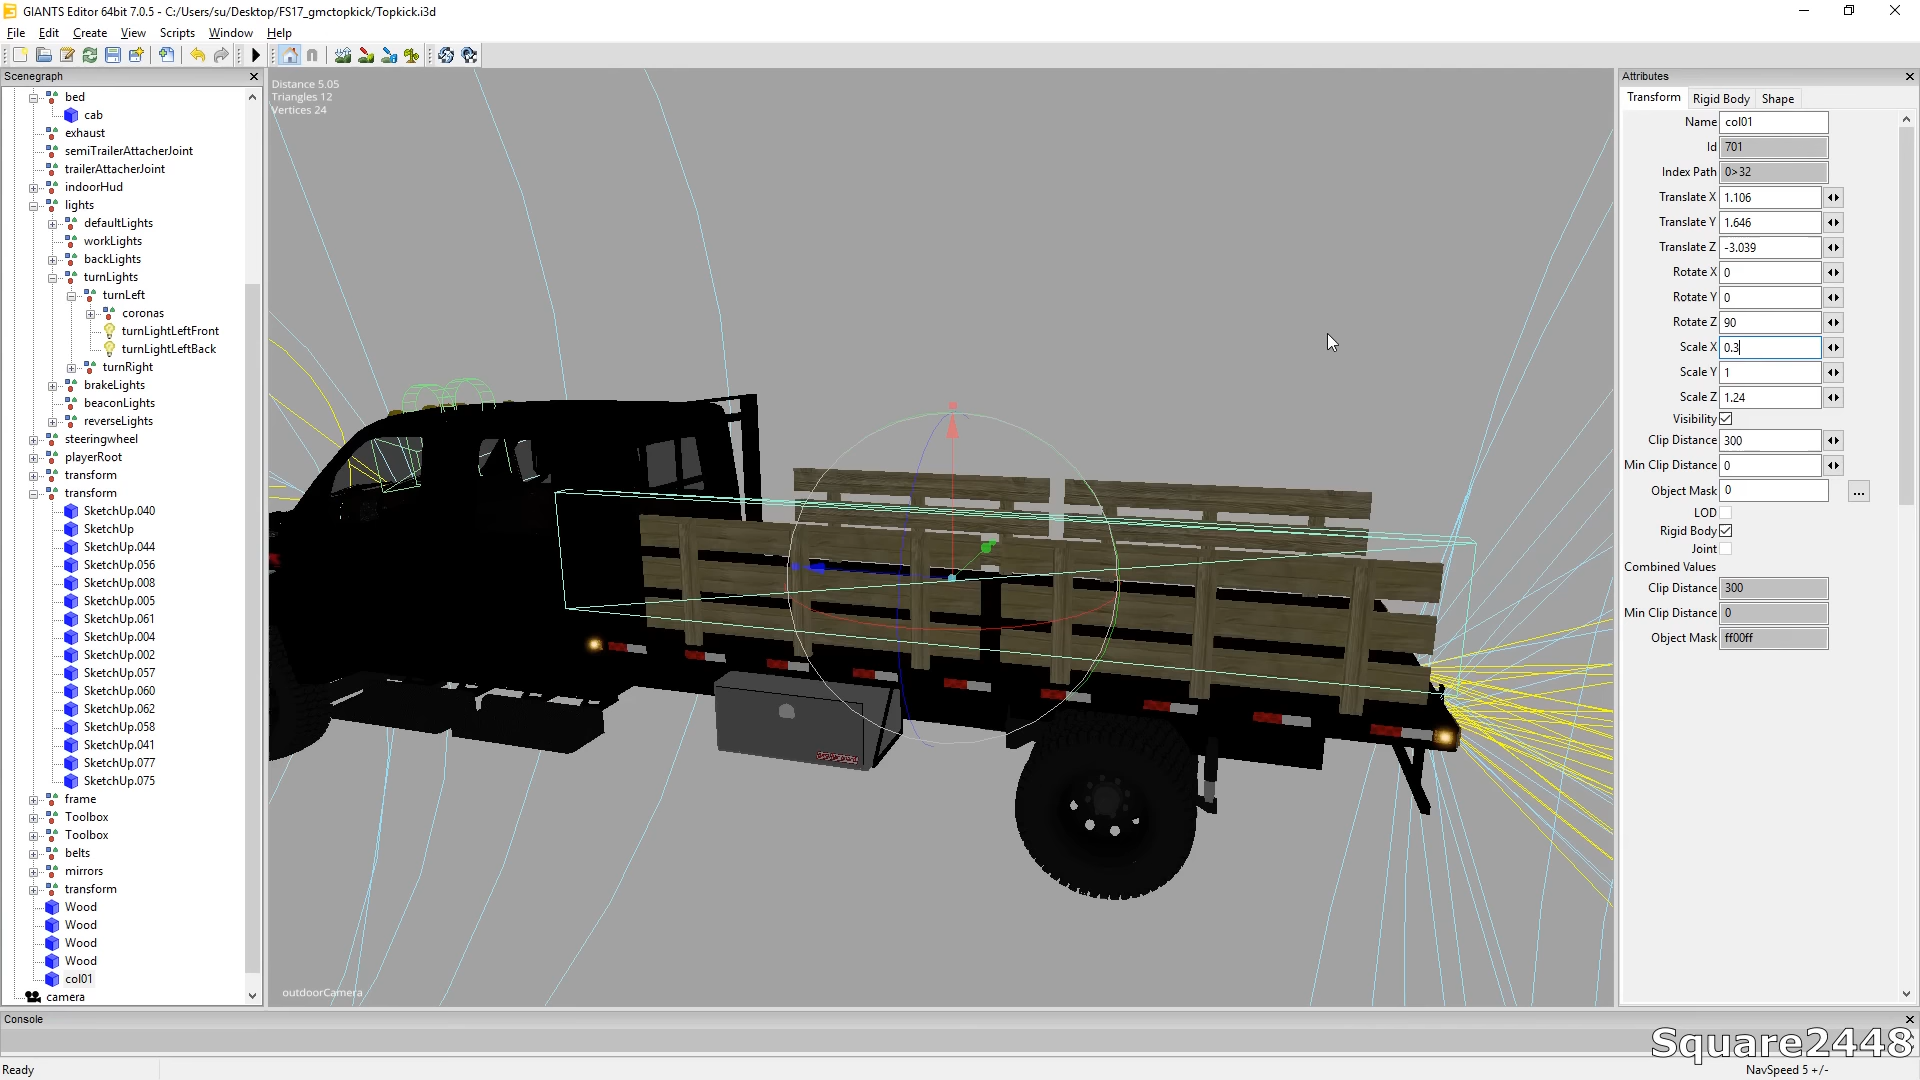 GIANTS Editor 64bit 7.0.5 - C:/Users/su/Desktop/FS17_gmctopkick/Topkick.i3d
File Edit Create View Scripts Window Help
Scenegraph
bed
cab
exhaust
semiTrailerAttacherJoint
trailerAttacherJoint
indoorHud
lights
defaultLights
workLights
backLights
turnLights
turnLeft
coronas
turnLightLeftFront
turnLightLeftBack
turnRight
brakeLights
beaconLights
reverseLights
steeringwheel
playerRoot
transform
transform
SketchUp.040
SketchUp
SketchUp.044
SketchUp.056
SketchUp.008
SketchUp.005
SketchUp.061
SketchUp.004
SketchUp.002
SketchUp.057
SketchUp.060
SketchUp.062
SketchUp.058
SketchUp.041
SketchUp.077
SketchUp.075
frame
Toolbox
Toolbox
belts
mirrors
transform
Wood
Wood
Wood
Wood
col01
camera
Distance 5.05
Triangles 12
Vertices 24
outdoorCamera
Attributes
Transform Rigid Body Shape
Name col01
Id 701
Index Path 0>32
Translate X 1.106
Translate Y 1.646
Translate Z -3.039
Rotate X 0
Rotate Y 0
Rotate Z 90
Scale X 0.3
Scale Y 1
Scale Z 1.24
Visibility
Clip Distance 300
Min Clip Distance 0
Object Mask 0 ...
LOD
Rigid Body
Joint
Combined Values
Clip Distance 300
Min Clip Distance 0
Object Mask ff00ff
Console
Square2448
Ready
NavSpeed 5 +/-